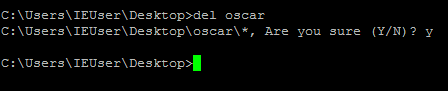 C:\Users\IEUser\Desktop>del oscar
C:\Users\IEUser\Desktop\oscar\*, Are you sure (Y/N)? y
C:\Users\IEUser\Desktop>